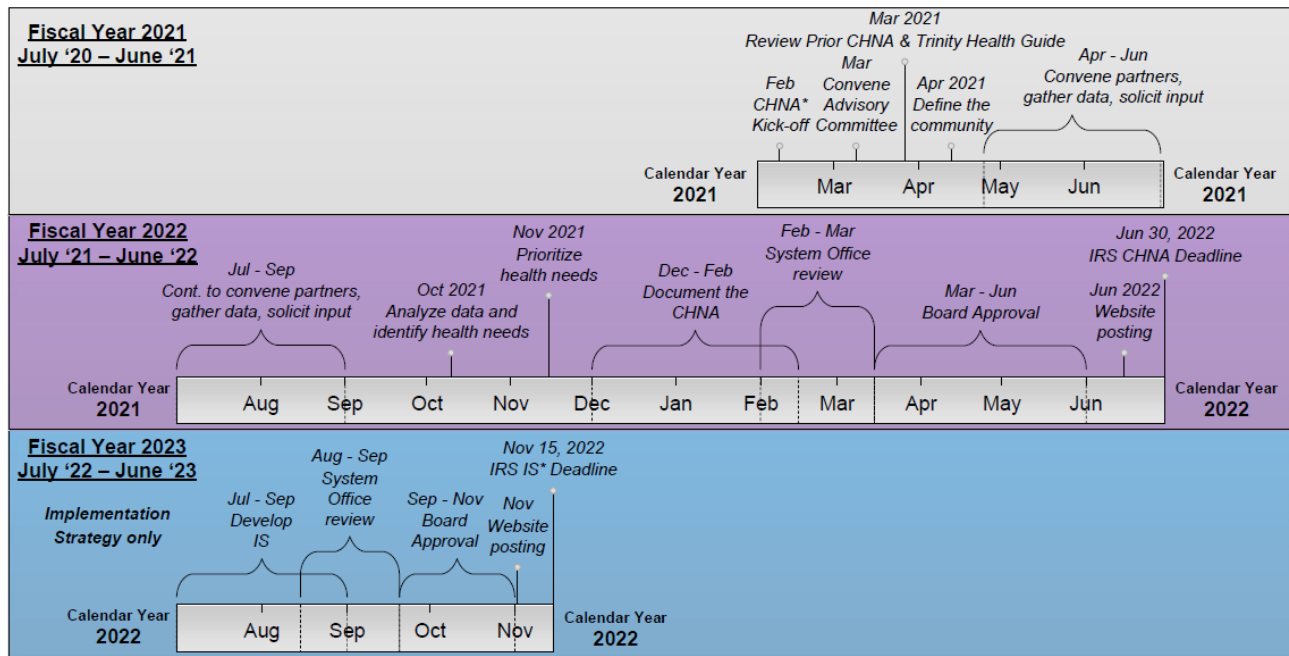 Fiscal Year 2021
July ‘20 – June ‘21
Mar 2021
Review Prior CHNA & Trinity Health Guide
Feb
CHNA*
Kick-off
Mar
Convene
Advisory
Committee
Apr 2021
Define the
community
Apr - Jun
Convene partners,
gather data, solicit input
Calendar Year
2021
Mar
Apr
May
Jun
Calendar Year
2021
Fiscal Year 2022
July ‘21 – June ‘22
Jul - Sep
Cont. to convene partners,
gather data, solicit input
Oct 2021
Analyze data and
identify health needs
Nov 2021
Prioritize
health needs
Dec - Feb
Document the
CHNA
Feb - Mar
System Office
review
Mar - Jun
Board Approval
Jun 30, 2022
IRS CHNA Deadline
Jun 2022
Website
posting
Calendar Year
2021
Aug
Sep
Oct
Nov
Dec
Jan
Feb
Mar
Apr
May
Jun
Calendar Year
2022
Fiscal Year 2023
July ‘22 – June ‘23
Implementation
Strategy only
Jul - Sep
Develop
IS
Aug - Sep
System
Office
review
Sep - Nov
Board
Approval
Nov 15, 2022
IRS IS* Deadline
Nov
Website
posting
Calendar Year
2022
Aug
Sep
Oct
Nov
Calendar Year
2022